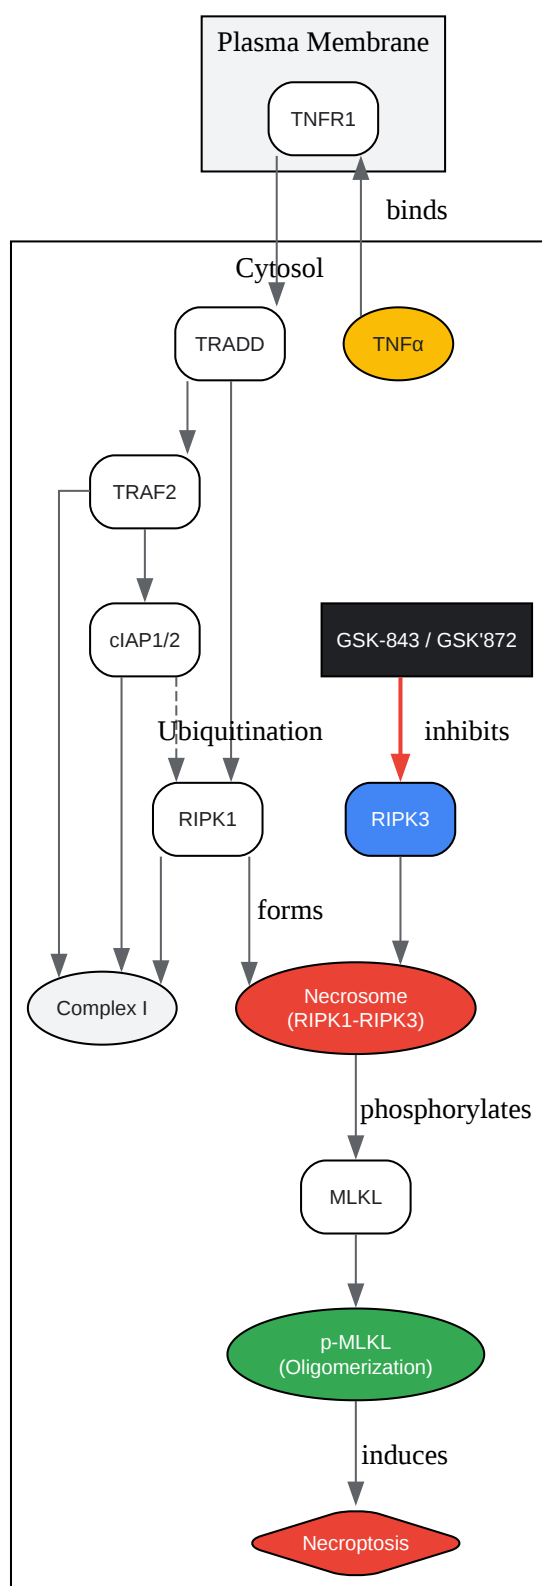 Plasma Membrane
TNFR1
binds
Cytosol
TRADD
TNFα
TRAF2
cIAP1/2
GSK-843 / GSK'872
Ubiquitination
inhibits
RIPK1
RIPK3
forms
Complex I
Necrosome
(RIPK1-RIPK3)
phosphorylates
MLKL
p-MLKL
(Oligomerization)
induces
Necroptosis